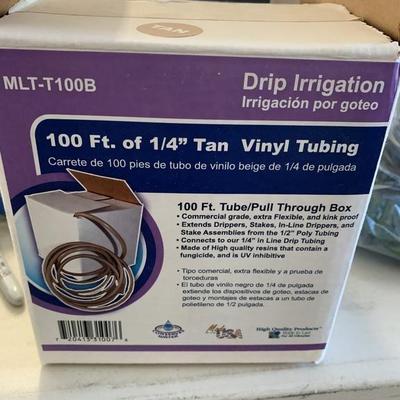 TAN
MLT-T100B
Drip Irrigation
Irrigación por goteo
100 Ft. of 1/4” Tan Vinyl Tubing
Carrete de 100 pies de tubo de vinilo beige de 1/4 de pulgada
100 Ft. Tube/Pull Through Box
• Commercial grade, extra Flexible, and kink proof
• Extends Drippers, Stakes, In-Line Drippers, and
Stake Assemblies from the 1/2” Poly Tubing
• Connects to our 1/4” in Line Drip Tubing
• Made of High quality resins that contain a
fungicide, and is UV inhibitive
• Tipo comercial, extra flexible y a prueba de
torceduras
• El tubo de vinilo negro de 1/4 de pulgada
extiende los dispositivos de goteo, estacas de
goteo y montajes de estacas a un tubo de
polietileno de 1/2 pulgada.
Made USA
High Quality Products
7 20413 31007 4